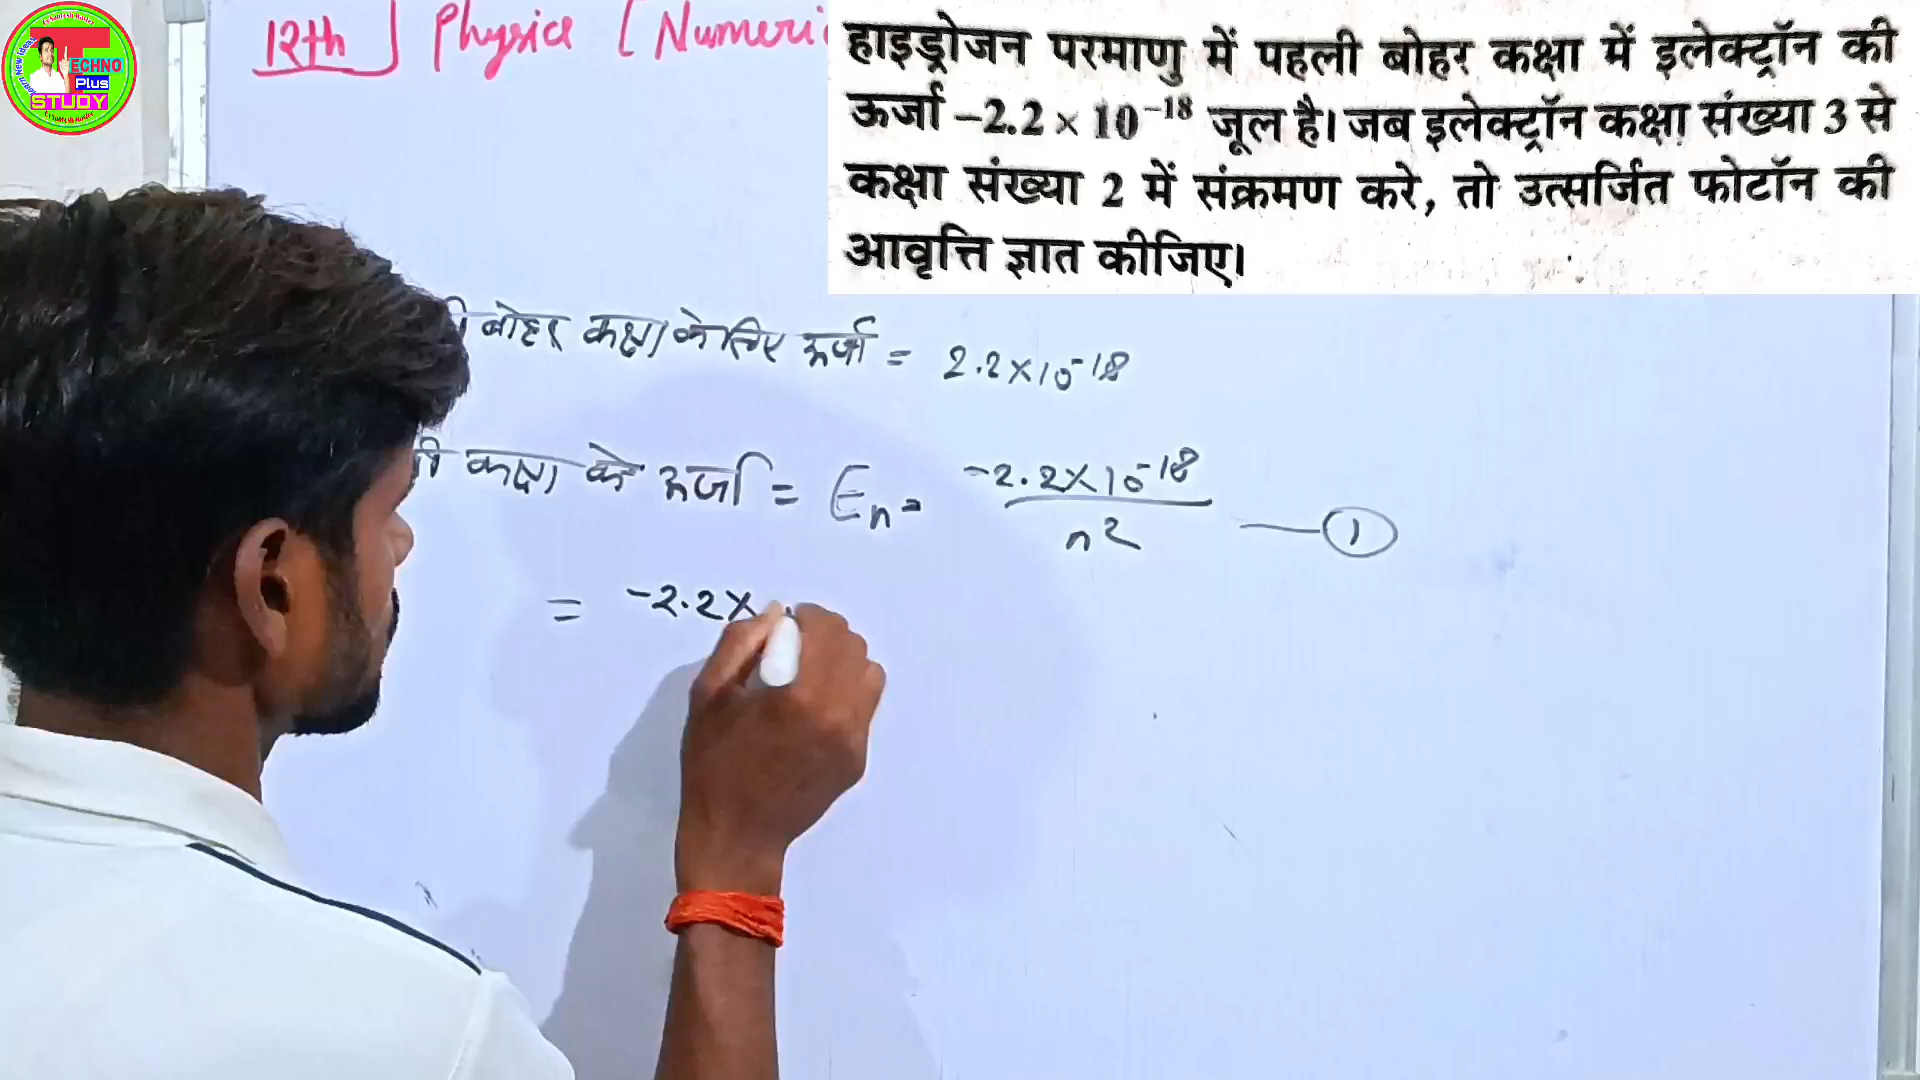 TECHNO
Plus
STUDY
12th ] Physics [ Numeri
हाइड्रोजन परमाणु में पहली बोहर कक्षा में इलेक्ट्रॉन की
ऊर्जा –2.2 × 10⁻¹⁸ जूल है। जब इलेक्ट्रॉन कक्षा संख्या 3 से
कक्षा संख्या 2 में संक्रमण करे, तो उत्सर्जित फोटॉन की
आवृत्ति ज्ञात कीजिए।
बोहर कक्षा के लिए ऊर्जा = 2.2×10⁻¹⁸
कक्षा के ऊर्जा = Eₙ = -2.2×10⁻¹⁸ / n² — ①
= -2.2×